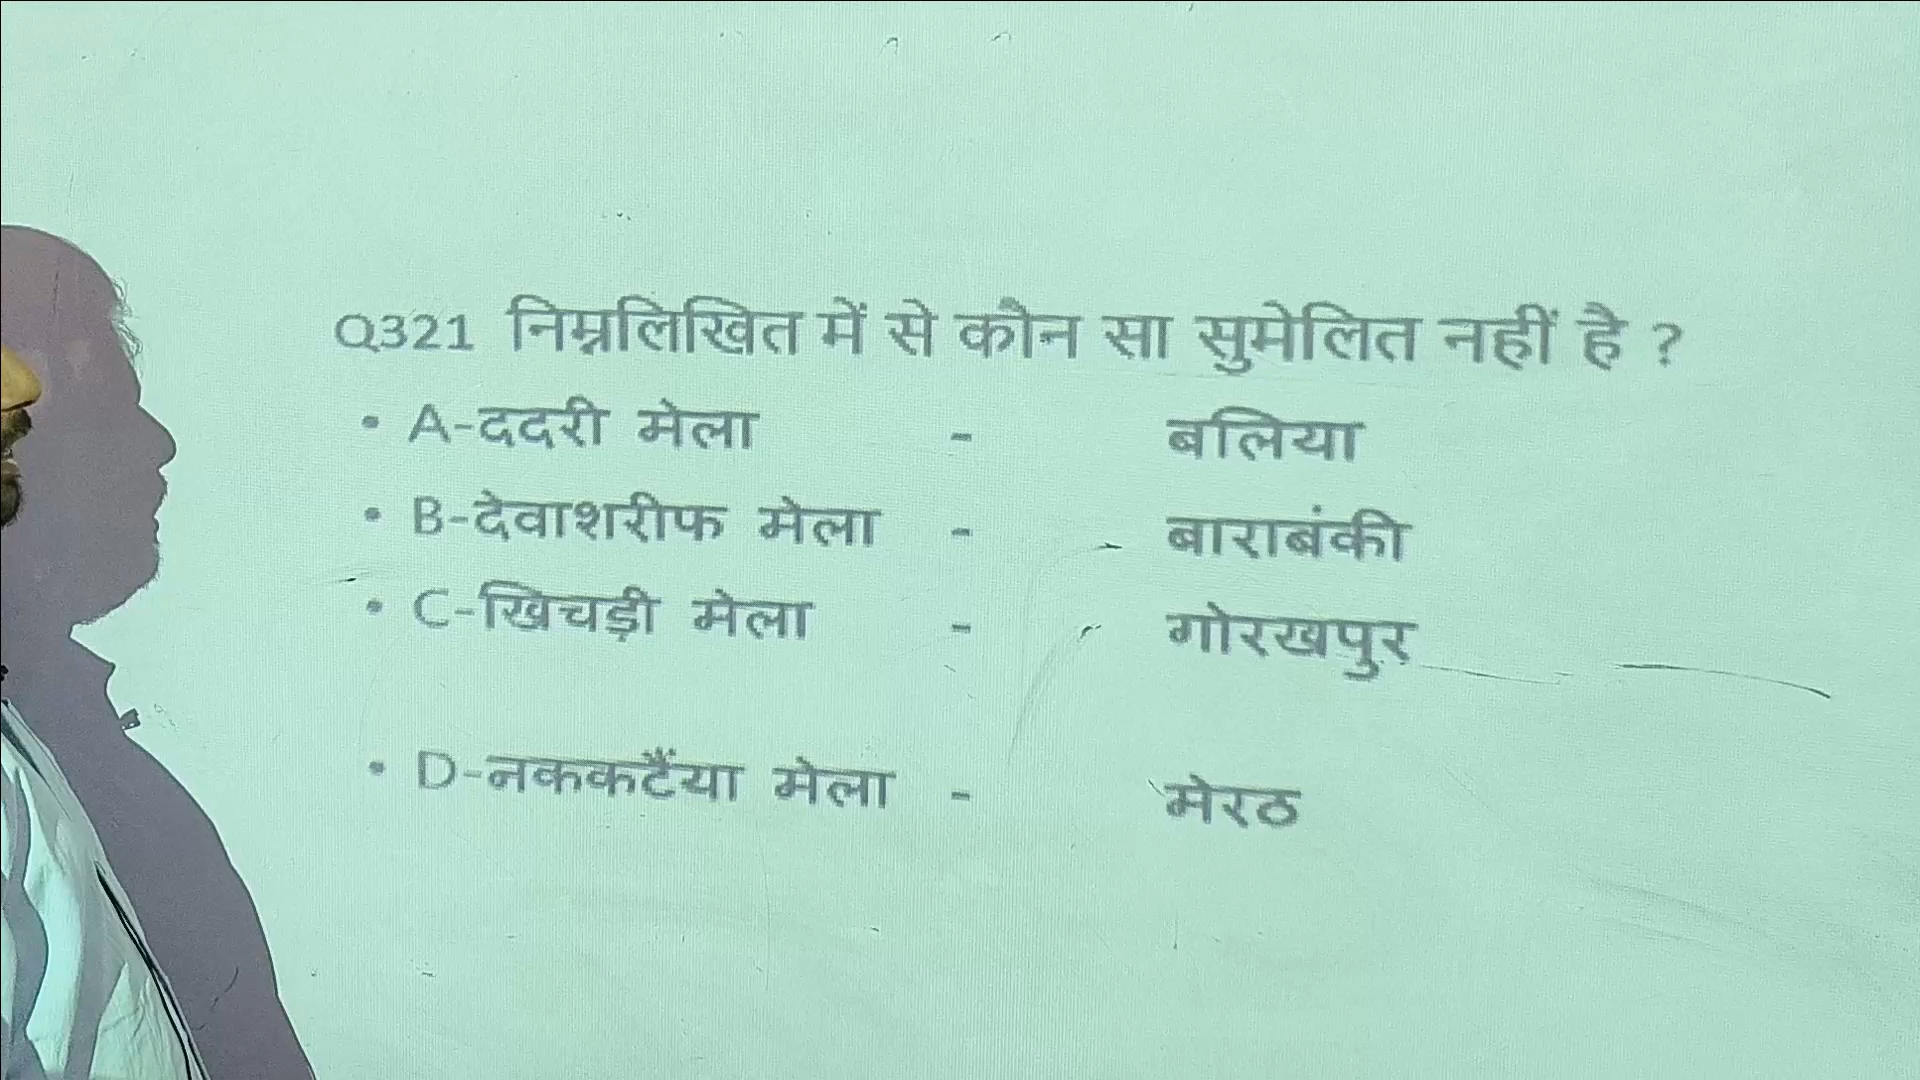 Q321 निम्नलिखित में से कौन सा सुमेलित नहीं है ?
• A-ददरी मेला - बलिया
• B-देवाशरीफ मेला - बाराबंकी
• C-खिचड़ी मेला - गोरखपुर
• D-नककटैंया मेला - मेरठ